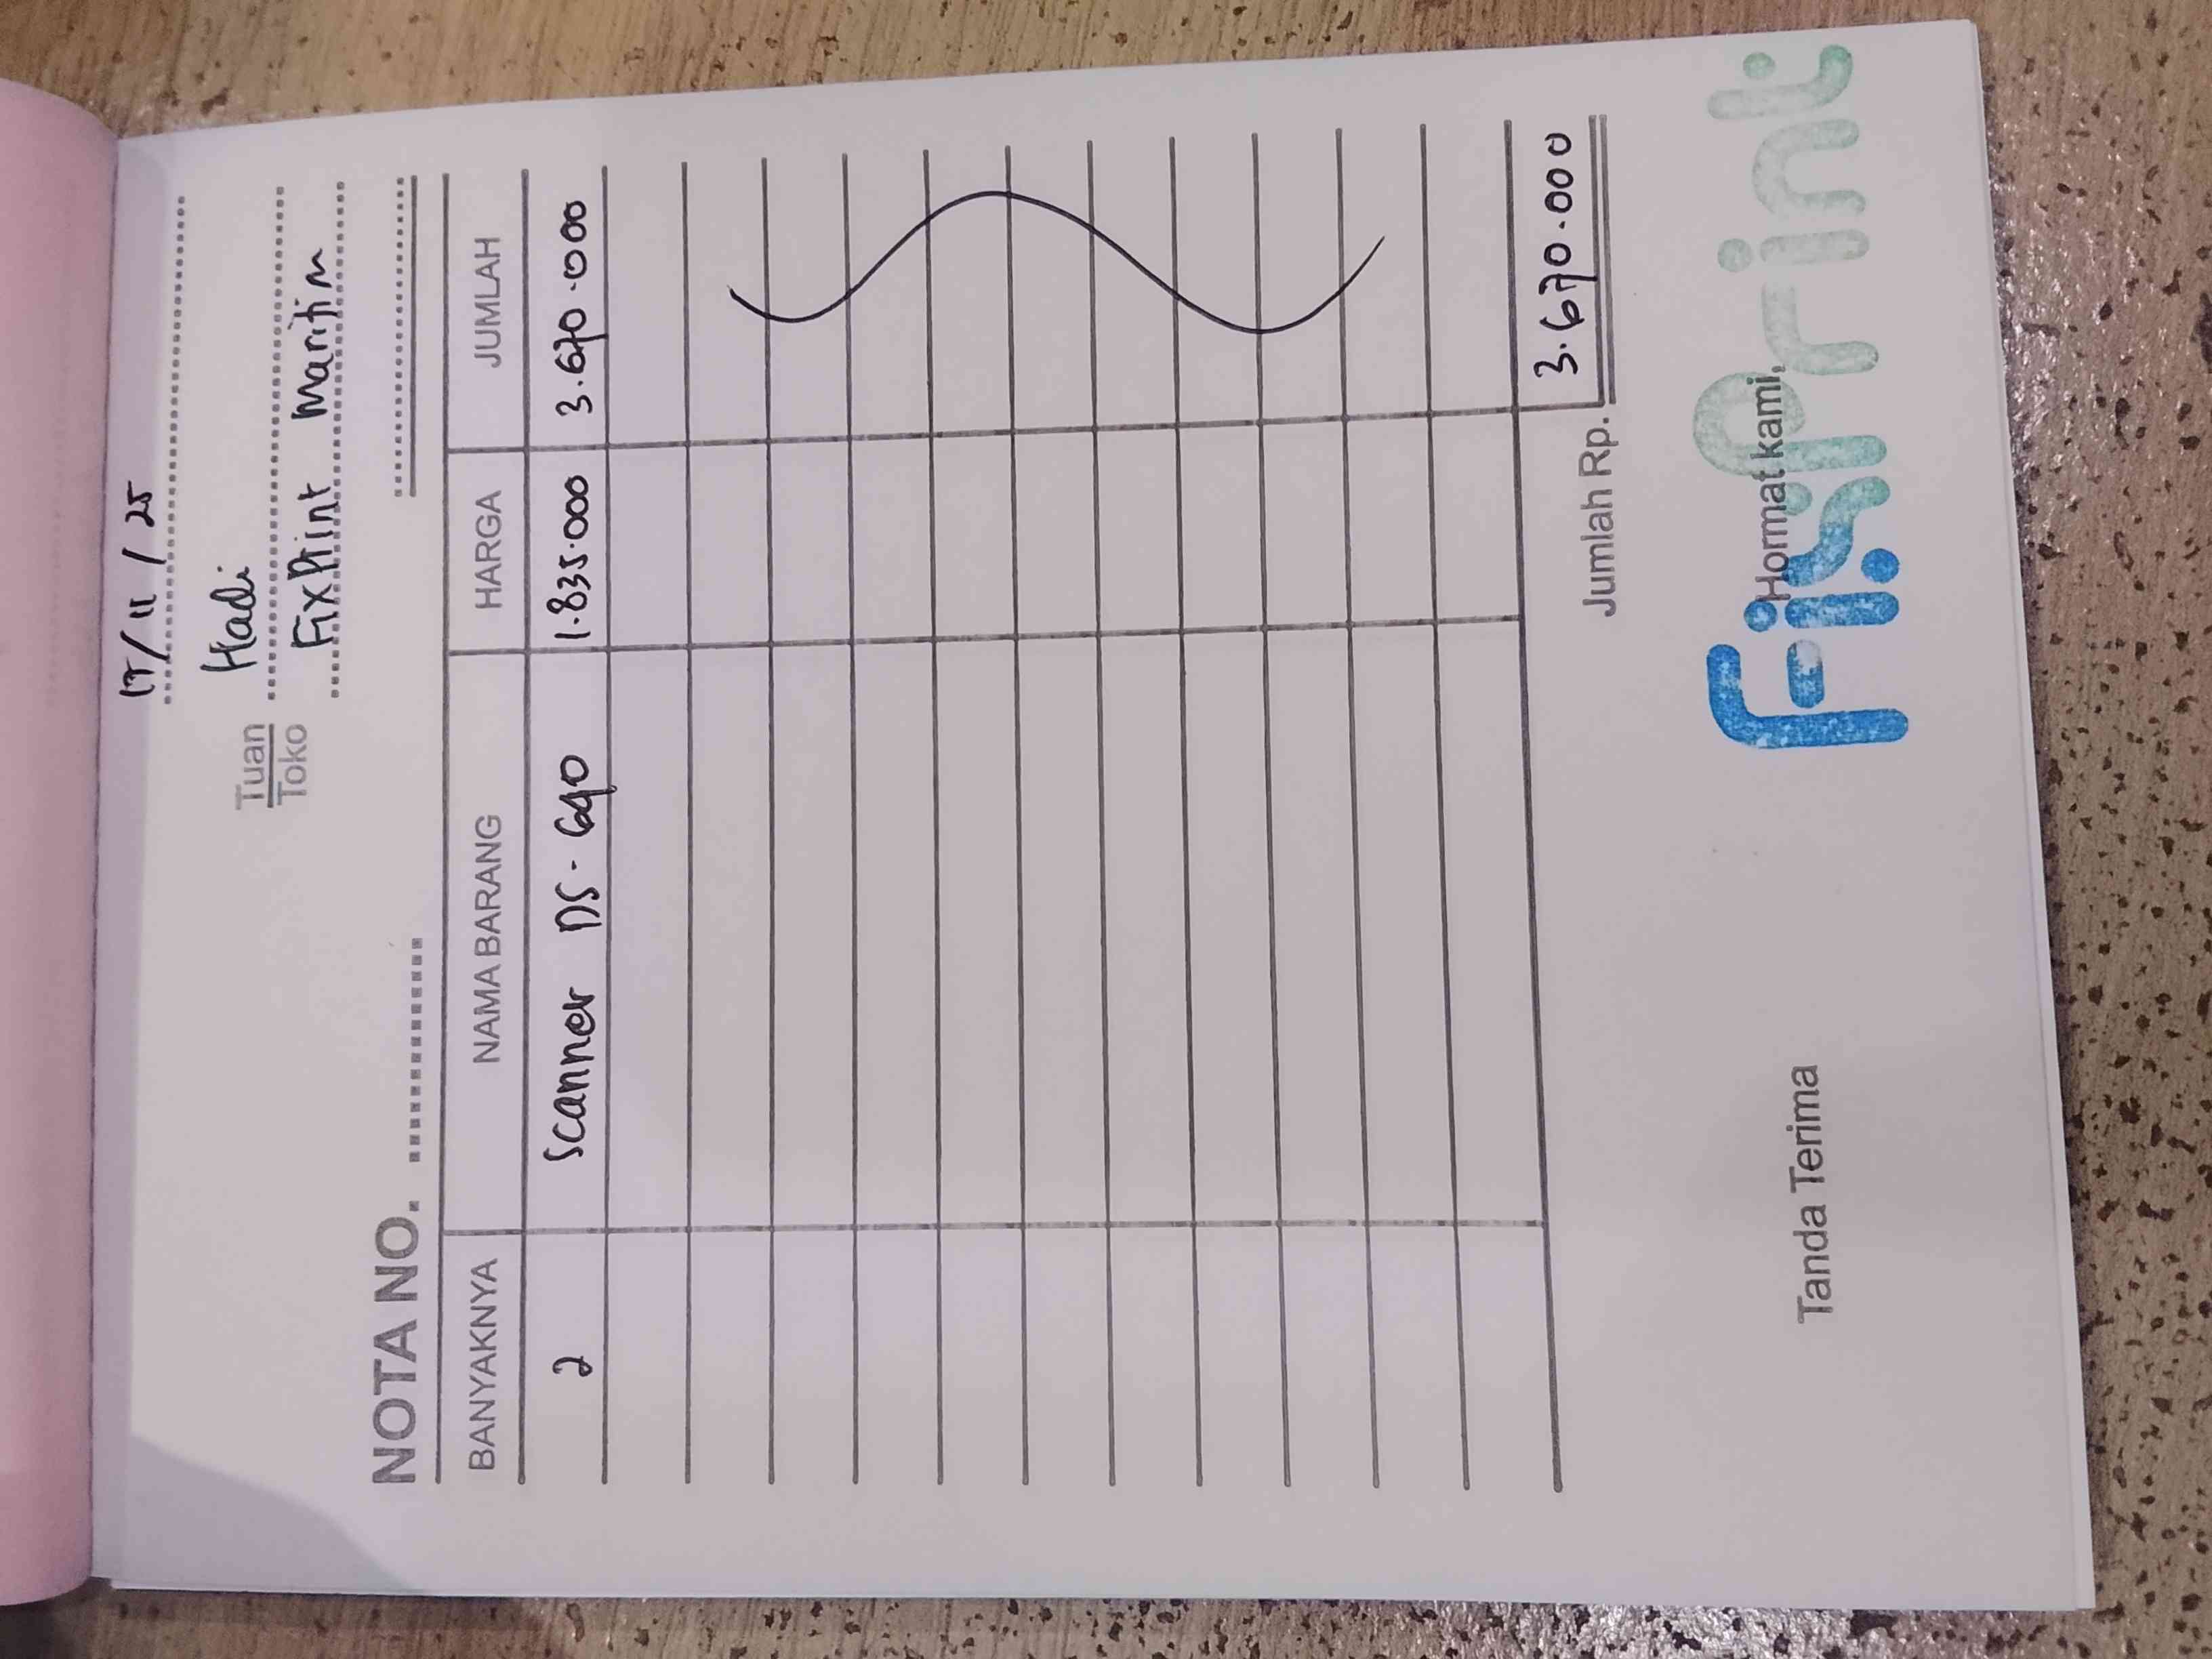 17/11/25
Tuan Hadi
Toko FixPrint Maritim
NOTA NO.
BANYAKNYA NAMA BARANG HARGA JUMLAH
2 Scanner DS-640 1.835.000 3.670.000
Jumlah Rp. 3.670.000
Tanda Terima Hormat kami,
FixPrint